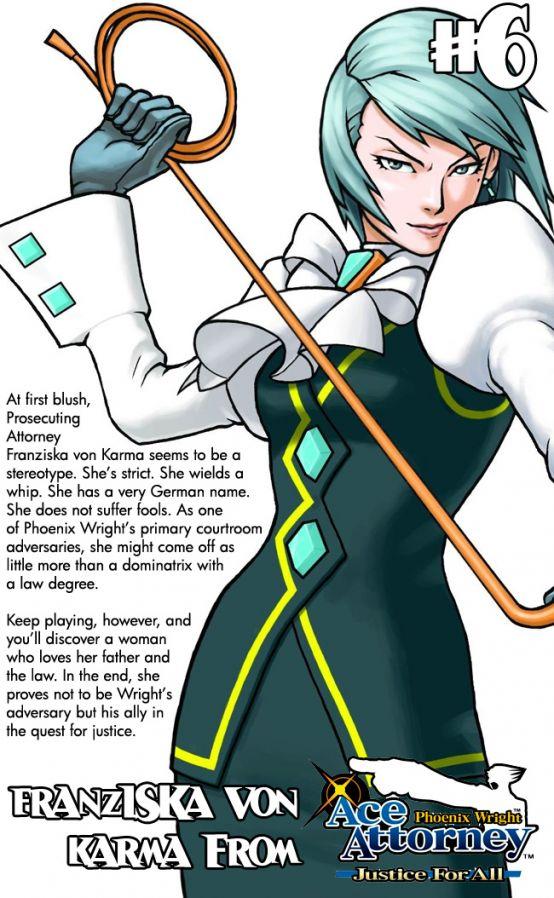 #6
At first blush,
Prosecuting
Attorney
Franziska von Karma seems to be a
stereotype. She’s strict. She wields a
whip. She has a very German name.
She does not suffer fools. As one
of Phoenix Wright’s primary courtroom
adversaries, she might come off as
little more than a dominatrix with
a law degree.
Keep playing, however, and
you’ll discover a woman
who loves her father and
the law. In the end, she
proves not to be Wright’s
adversary but his ally in
the quest for justice.
FRANZISKA VON
KARMA FROM
Phoenix Wright™
Ace
Attorney™
Justice For All